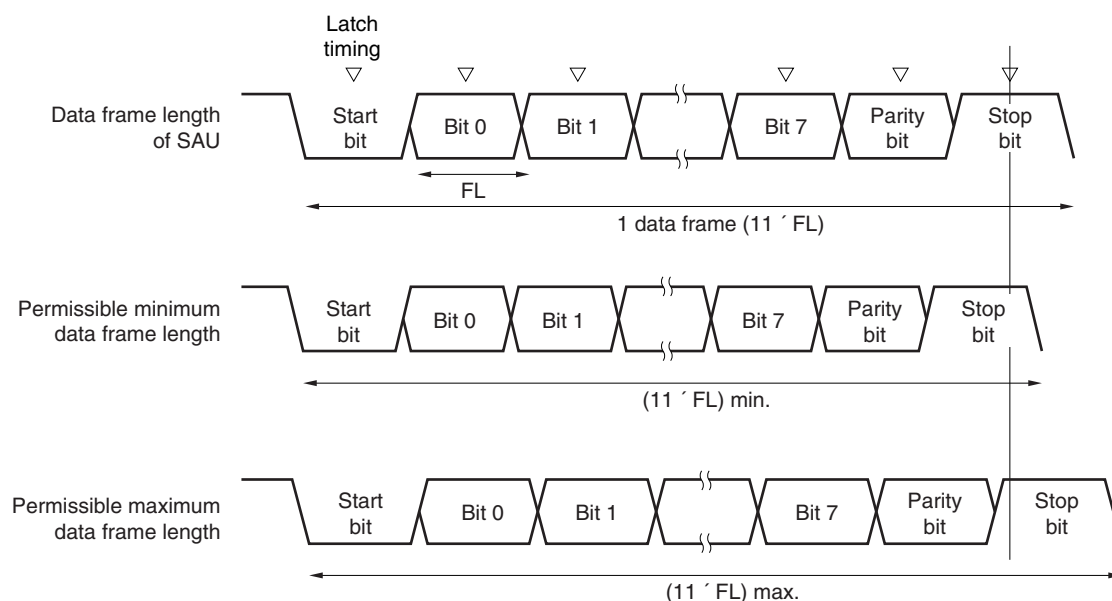 Latch
timing
Data frame length
of SAU
Start
bit
Bit 0
Bit 1
Bit 7
Parity
bit
Stop
bit
FL
1 data frame (11 ´ FL)
Permissible minimum
data frame length
Start
bit
Bit 0
Bit 1
Bit 7
Parity
bit
Stop
bit
(11 ´ FL) min.
Permissible maximum
data frame length
Start
bit
Bit 0
Bit 1
Bit 7
Parity
bit
Stop
bit
(11 ´ FL) max.